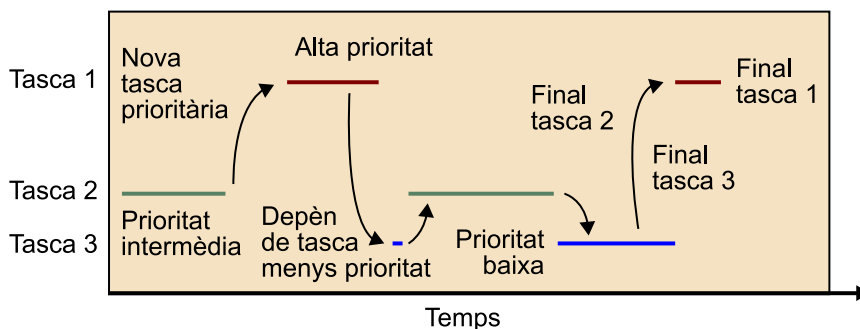 Tasca 1
Tasca 2
Tasca 3
Nova
tasca
prioritària
Alta prioritat
Prioritat
intermèdia
Depèn
de tasca
menys prioritat
Prioritat
baixa
Final
tasca 2
Final
tasca 3
Final
tasca 1
Temps